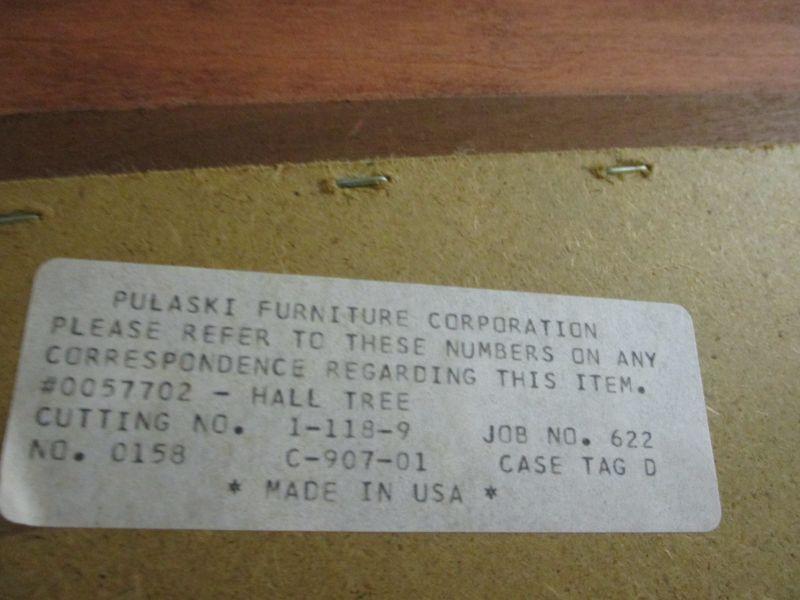 PULASKI FURNITURE CORPORATION
PLEASE REFER TO THESE NUMBERS ON ANY
CORRESPONDENCE REGARDING THIS ITEM.
#0057702 - HALL TREE
CUTTING NO. I-118-9 JOB NO. 622
NO. 0158 C-907-01 CASE TAG D
* MADE IN USA *